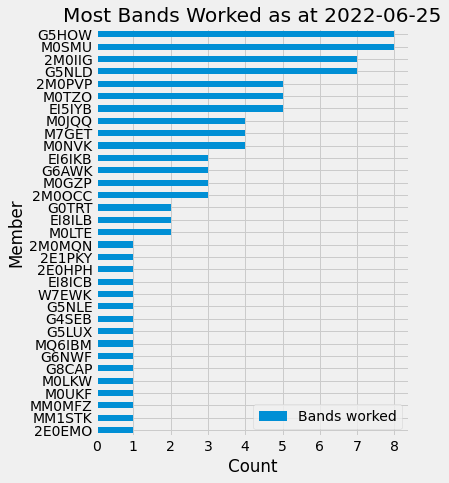 Most Bands Worked as at 2022-06-25
G5HOW
M0SMU
2M0IIG
G5NLD
2M0PVP
M0TZO
EI5IYB
M0JQQ
M7GET
M0NVK
EI6IKB
G6AWK
M0GZP
2M0OCC
G0TRT
EI8ILB
M0LTE
2M0MQN
2E1PKY
2E0HPH
EI8ICB
W7EWK
G5NLE
G4SEB
G5LUX
MQ6IBM
G6NWF
G8CAP
M0LKW
M0UKF
MM0MFZ
MM1STK
2E0EMO
Member
Bands worked
0 1 2 3 4 5 6 7 8
Count